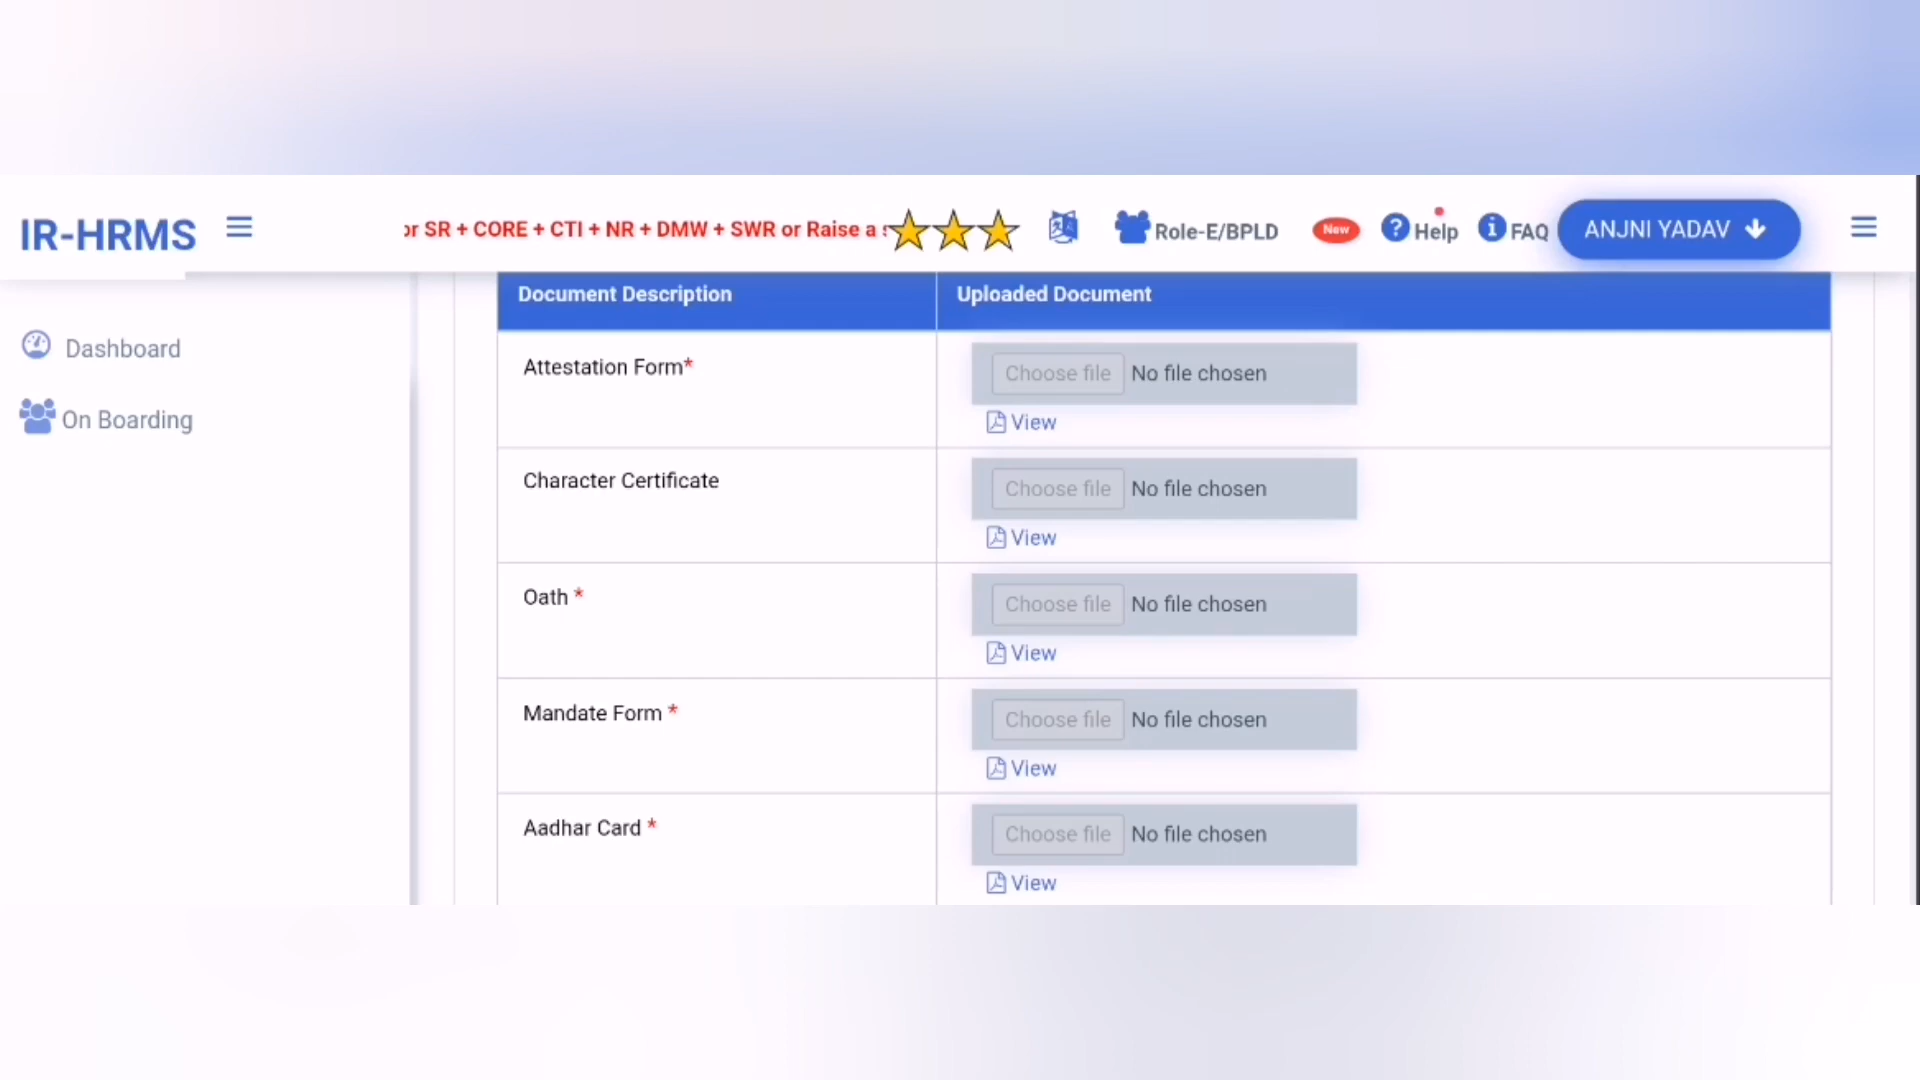 IR-HRMS
or SR + CORE + CTI + NR + DMW + SWR or Raise a
Role-E/BPLD
New
Help
FAQ
ANJNI YADAV
Dashboard
On Boarding
Document Description
Uploaded Document
Attestation Form*
Choose file No file chosen
View
Character Certificate
Choose file No file chosen
View
Oath *
Choose file No file chosen
View
Mandate Form *
Choose file No file chosen
View
Aadhar Card *
Choose file No file chosen
View